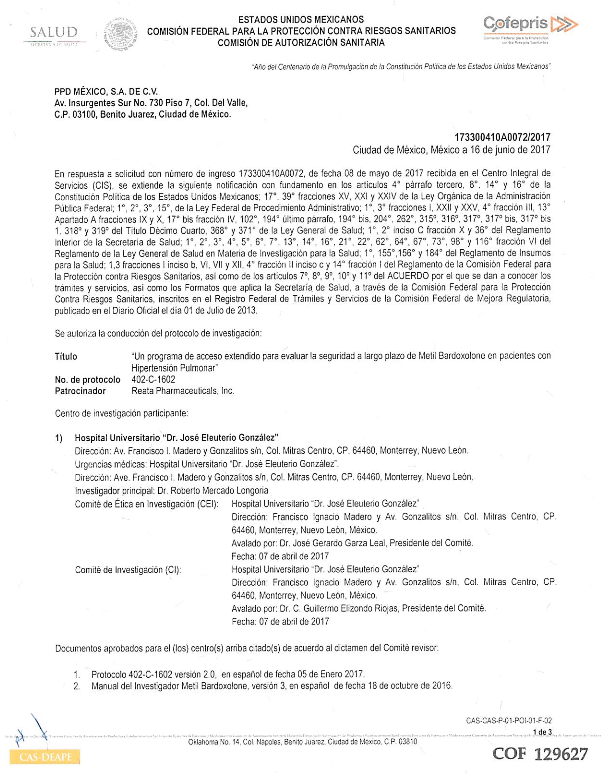 SALUD
SECRETARÍA DE SALUD
ESTADOS UNIDOS MEXICANOS
COMISIÓN FEDERAL PARA LA PROTECCIÓN CONTRA RIESGOS SANITARIOS
COMISIÓN DE AUTORIZACIÓN SANITARIA
Cofepris
Comisión Federal para la Protección
contra Riesgos Sanitarios
"Año del Centenario de la Promulgación de la Constitución Política de los Estados Unidos Mexicanos"
PPD MÉXICO, S.A. DE C.V.
Av. Insurgentes Sur No. 730 Piso 7, Col. Del Valle,
C.P. 03100, Benito Juarez, Ciudad de México.
173300410A0072/2017
Ciudad de México, México a 16 de junio de 2017
En respuesta a solicitud con número de ingreso 173300410A0072, de fecha 08 de mayo de 2017 recibida en el Centro Integral de
Servicios (CIS), se extiende la siguiente notificación con fundamento en los artículos 4° párrafo tercero, 8°, 14° y 16° de la
Constitución Política de los Estados Unidos Mexicanos; 17°, 39° fracciones XV, XXI y XXIV de la Ley Orgánica de la Administración
Pública Federal; 1°, 2°, 3°, 15°, de la Ley Federal de Procedimiento Administrativo; 1°, 3° fracciones I, XXII y XXV, 4° fracción III, 13°
Apartado A fracciones IX y X, 17° bis fracción IV, 102°, 194° último párrafo, 194° bis, 204°, 262°, 315°, 316°, 317°, 317° bis, 317° bis
1, 318° y 319° del Título Décimo Cuarto, 368° y 371° de la Ley General de Salud; 1°, 2° inciso C fracción X y 36° del Reglamento
Interior de la Secretaría de Salud; 1°, 2°, 3°, 4°, 5°, 6°, 7°, 13°, 14°, 16°, 21°, 22°, 62°, 64°, 67°, 73°, 98° y 116° fracción VI del
Reglamento de la Ley General de Salud en Materia de Investigación para la Salud; 1°, 155°,156° y 184° del Reglamento de Insumos
para la Salud; 1,3 fracciones I inciso b, VI, VII y XII, 4° fracción II inciso c y 14° fracción I del Reglamento de la Comisión Federal para
la Protección contra Riesgos Sanitarios, así como de los artículos 7º, 8º, 9º, 10° y 11º del ACUERDO por el que se dan a conocer los
trámites y servicios, así como los Formatos que aplica la Secretaría de Salud, a través de la Comisión Federal para la Protección
Contra Riesgos Sanitarios, inscritos en el Registro Federal de Trámites y Servicios de la Comisión Federal de Mejora Regulatoria,
publicado en el Diario Oficial el día 01 de Julio de 2013.
Se autoriza la conducción del protocolo de investigación:
Título "Un programa de acceso extendido para evaluar la seguridad a largo plazo de Metil Bardoxolono en pacientes con
Hipertensión Pulmonar"
No. de protocolo 402-C-1602
Patrocinador Reata Pharmaceuticals, Inc.
Centro de investigación participante:
1) Hospital Universitario "Dr. José Eleuterio González"
Dirección: Av. Francisco I. Madero y Gonzalitos s/n, Col. Mitras Centro, CP. 64460, Monterrey, Nuevo León.
Urgencias médicas: Hospital Universitario "Dr. José Eleuterio González".
Dirección: Ave. Francisco I. Madero y Gonzalitos s/n, Col. Mitras Centro, CP. 64460, Monterrey, Nuevo León.
Investigador principal: Dr. Roberto Mercado Longoria
Comité de Ética en Investigación (CEI): Hospital Universitario "Dr. José Eleuterio González"
Dirección: Francisco Ignacio Madero y Av. Gonzalitos s/n. Col. Mitras Centro, CP.
64460, Monterrey, Nuevo León, México.
Avalado por: Dr. José Gerardo Garza Leal, Presidente del Comité.
Fecha: 07 de abril de 2017
Comité de Investigación (CI): Hospital Universitario "Dr. José Eleuterio González"
Dirección: Francisco Ignacio Madero y Av. Gonzalitos s/n, Col. Mitras Centro, CP.
64460, Monterrey, Nuevo León, México.
Avalado por: Dr. C. Guillermo Elizondo Riojas, Presidente del Comité.
Fecha: 07 de abril de 2017
Documentos aprobados para el (los) centro(s) arriba citado(s) de acuerdo al dictamen del Comité revisor:
1. Protocolo 402-C-1602 versión 2.0, en español de fecha 05 de Enero 2017.
2. Manual del Investigador Metil Bardoxolone, versión 3, en español de fecha 18 de octubre de 2016.
CAS-CAS-P-01-POI-01-F-02
1 de 3
Oklahoma No. 14, Col. Nápoles, Benito Juarez, Ciudad de México, C.P. 03810
CAS-DEAPE
COF 129627